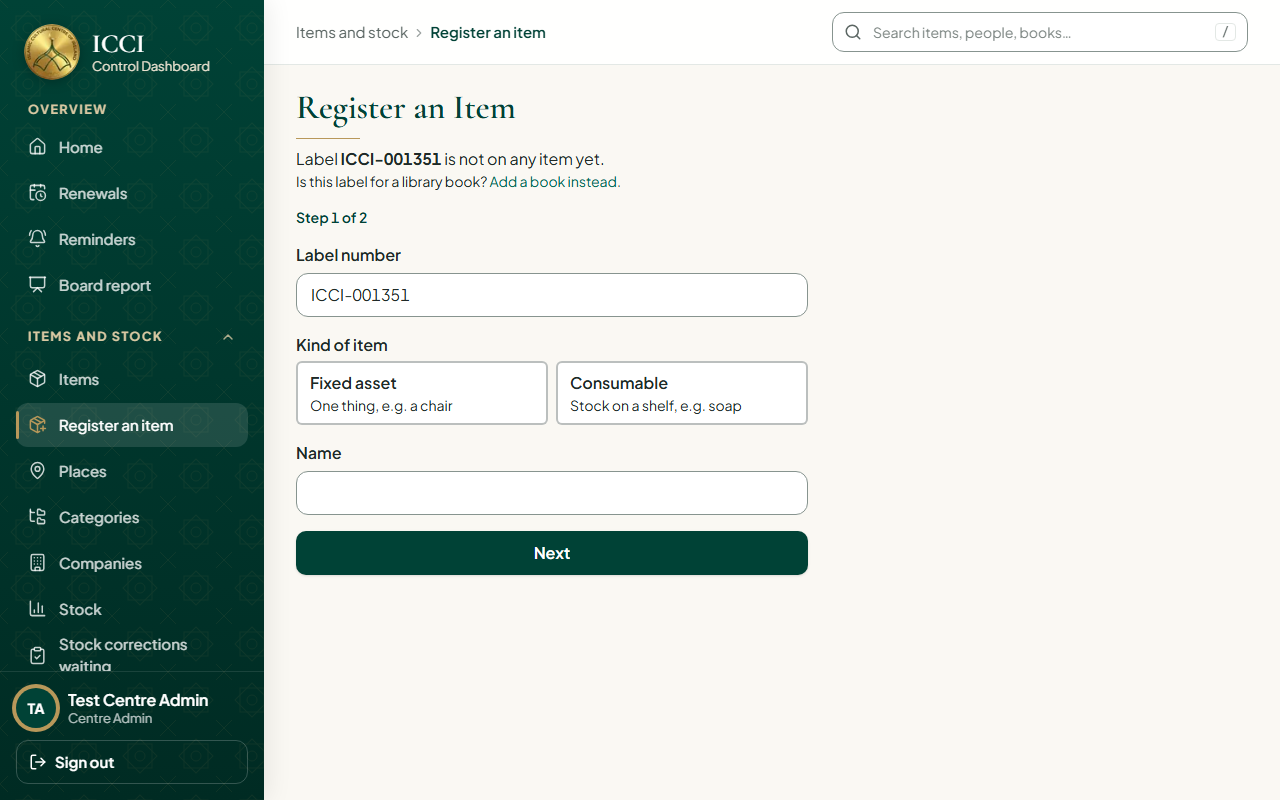 ICCI
Control Dashboard
OVERVIEW
Home
Renewals
Reminders
Board report
ITEMS AND STOCK
Items
Register an item
Places
Categories
Companies
Stock
Stock corrections
waiting
TA
Test Centre Admin
Centre Admin
Sign out
Items and stock › Register an item
Search items, people, books... /
Register an Item
Label ICCI-001351 is not on any item yet.
Is this label for a library book? Add a book instead.
Step 1 of 2
Label number
ICCI-001351
Kind of item
Fixed asset
One thing, e.g. a chair
Consumable
Stock on a shelf, e.g. soap
Name
Next